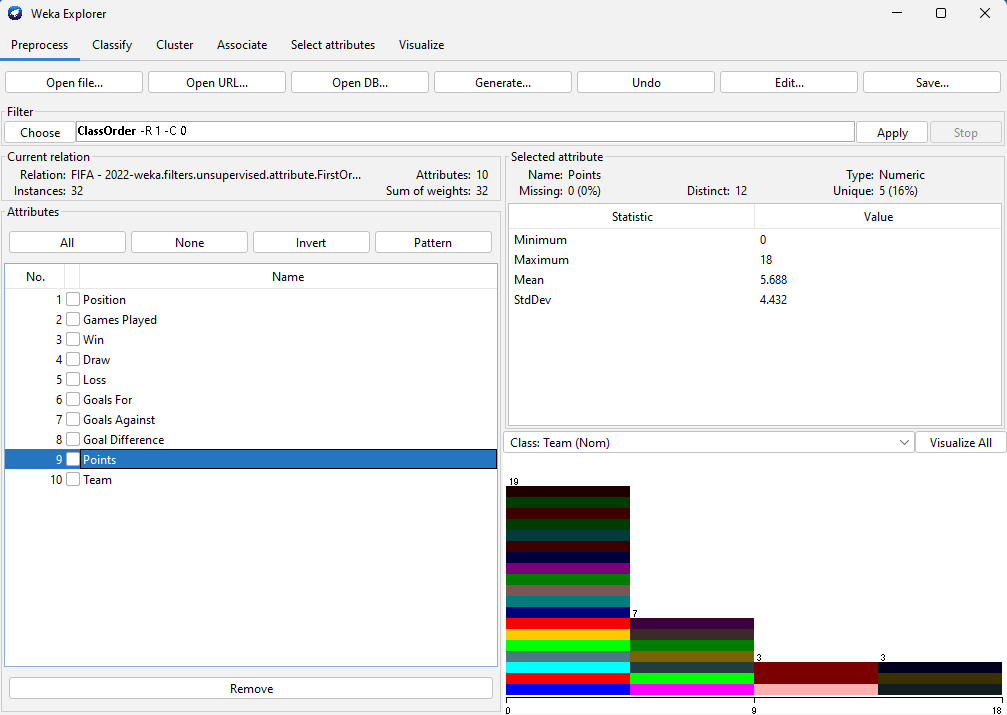 Weka Explorer
Preprocess Classify Cluster Associate Select attributes Visualize
Open file... Open URL... Open DB... Generate... Undo Edit... Save...
Filter
Choose ClassOrder -R 1 -C 0 Apply Stop
Current relation
Relation: FIFA - 2022-weka.filters.unsupervised.attribute.FirstOr... Attributes: 10
Instances: 32 Sum of weights: 32
Attributes
All None Invert Pattern
No. Name
1 Position
2 Games Played
3 Win
4 Draw
5 Loss
6 Goals For
7 Goals Against
8 Goal Difference
9 Points
10 Team
Remove
Selected attribute
Name: Points Type: Numeric
Missing: 0 (0%) Distinct: 12 Unique: 5 (16%)
Statistic Value
Minimum 0
Maximum 18
Mean 5.688
StdDev 4.432
Class: Team (Nom) Visualize All
19
7
3 3
0 9 18